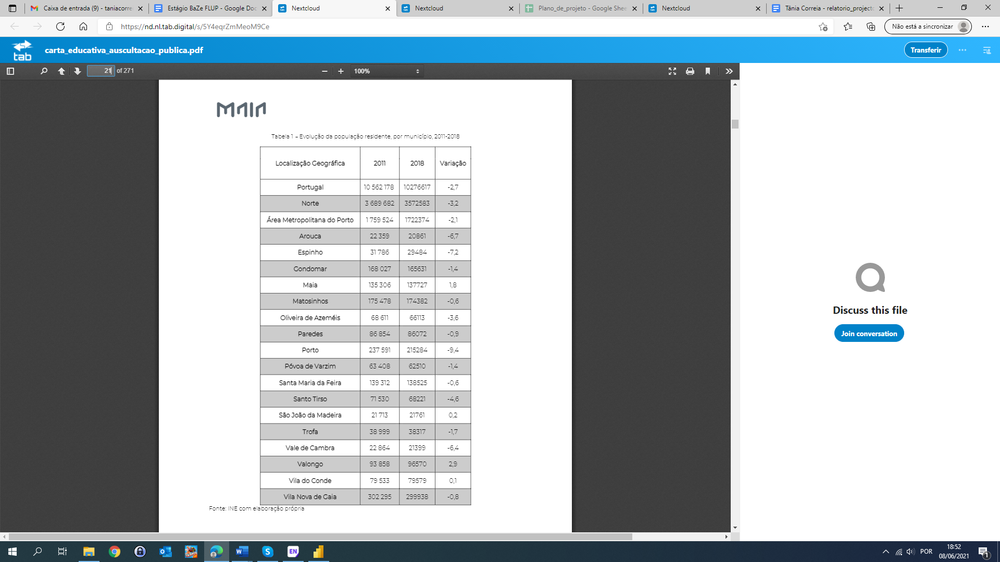 Caixa de entrada (9) - taniacorre
Estágio BaZe FLUP - Google Doc
Nextcloud
Nextcloud
Plano_de_projeto - Google Shee
Nextcloud
Tânia Correia - relatorio_project
https://nd.nl.tab.digital/s/5Y4eqrZmMeoM9Ce
Não está a sincronizar
tab
carta_educativa_auscultacao_publica.pdf
Transferir
21 of 271
100%
MAIA
Tabela 1 – Evolução da população residente, por município, 2011-2018
Localização Geográfica 2011 2018 Variação
Portugal 10 562 178 10276617 -2,7
Norte 3 689 682 3572583 -3,2
Área Metropolitana do Porto 1 759 524 1722374 -2,1
Arouca 22 359 20861 -6,7
Espinho 31 786 29484 -7,2
Gondomar 168 027 165631 -1,4
Maia 135 306 137727 1,8
Matosinhos 175 478 174382 -0,6
Oliveira de Azeméis 68 611 66113 -3,6
Paredes 86 854 86072 -0,9
Porto 237 591 215284 -9,4
Póvoa de Varzim 63 408 62510 -1,4
Santa Maria da Feira 139 312 138525 -0,6
Santo Tirso 71 530 68221 -4,6
São João da Madeira 21 713 21761 0,2
Trofa 38 999 38317 -1,7
Vale de Cambra 22 864 21399 -6,4
Valongo 93 858 96570 2,9
Vila do Conde 79 533 79579 0,1
Vila Nova de Gaia 302 295 299938 -0,8
Fonte: INE com elaboração própria
Discuss this file
Join conversation
EN
POR
18:52
08/06/2021
1